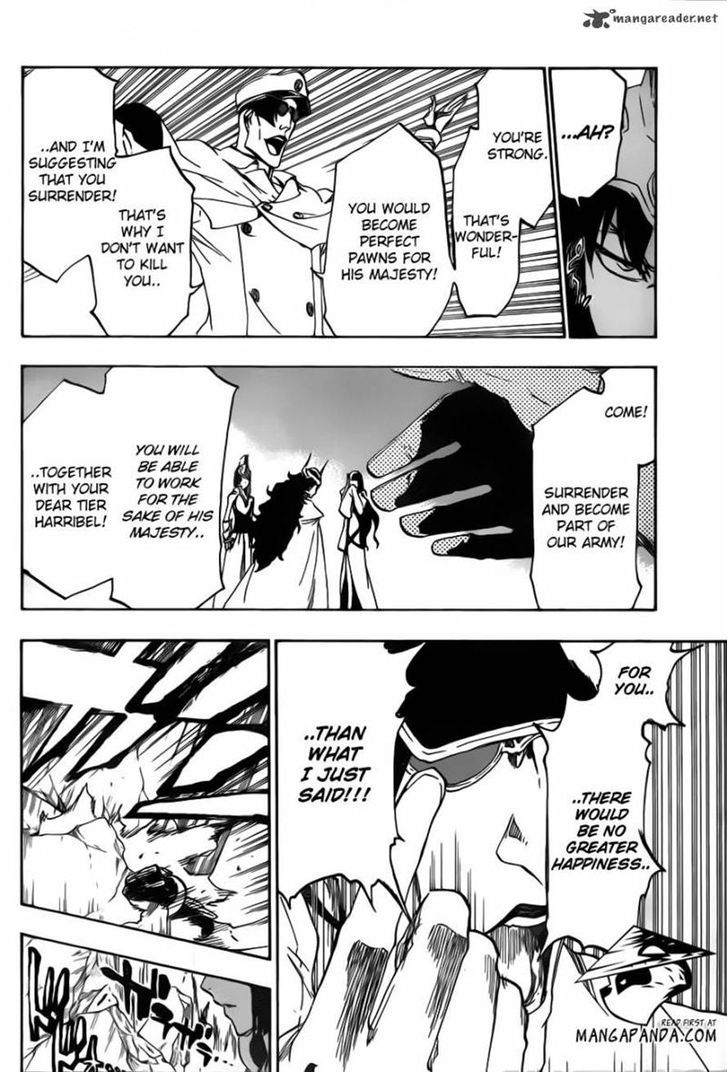 mangareader.net
...AH?
YOU'RE
STRONG.
THAT'S
WONDER-
FUL!
YOU WOULD
BECOME
PERFECT
PAWNS FOR
HIS MAJESTY!
THAT'S
WHY I
DON'T WANT
TO KILL
YOU..
..AND I'M
SUGGESTING
THAT YOU
SURRENDER!
COME!
SURRENDER
AND BECOME
PART OF
OUR ARMY!
YOU WILL
BE ABLE
TO WORK
FOR THE
SAKE OF HIS
MAJESTY..
..TOGETHER
WITH YOUR
DEAR TIER
HARRIBEL!
FOR
YOU..
..THERE
WOULD
BE NO
GREATER
HAPPINESS..
..THAN
WHAT
I JUST
SAID!!!
READ FIRST AT
MANGAPANDA.COM